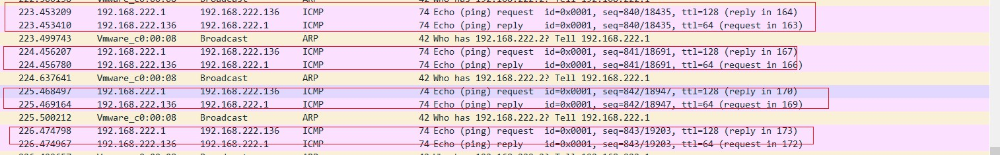 223.453209 192.168.222.1 192.168.222.136 ICMP 74 Echo (ping) request id=0x0001, seq=840/18435, ttl=128 (reply in 164)
223.453410 192.168.222.136 192.168.222.1 ICMP 74 Echo (ping) reply id=0x0001, seq=840/18435, ttl=64 (request in 163)
223.499743 Vmware_c0:00:08 Broadcast ARP 42 Who has 192.168.222.2? Tell 192.168.222.1
224.456207 192.168.222.1 192.168.222.136 ICMP 74 Echo (ping) request id=0x0001, seq=841/18691, ttl=128 (reply in 167)
224.456780 192.168.222.136 192.168.222.1 ICMP 74 Echo (ping) reply id=0x0001, seq=841/18691, ttl=64 (request in 166)
224.637641 Vmware_c0:00:08 Broadcast ARP 42 Who has 192.168.222.2? Tell 192.168.222.1
225.468497 192.168.222.1 192.168.222.136 ICMP 74 Echo (ping) request id=0x0001, seq=842/18947, ttl=128 (reply in 170)
225.469164 192.168.222.136 192.168.222.1 ICMP 74 Echo (ping) reply id=0x0001, seq=842/18947, ttl=64 (request in 169)
225.500212 Vmware_c0:00:08 Broadcast ARP 42 Who has 192.168.222.2? Tell 192.168.222.1
226.474798 192.168.222.1 192.168.222.136 ICMP 74 Echo (ping) request id=0x0001, seq=843/19203, ttl=128 (reply in 173)
226.474967 192.168.222.136 192.168.222.1 ICMP 74 Echo (ping) reply id=0x0001, seq=843/19203, ttl=64 (request in 172)